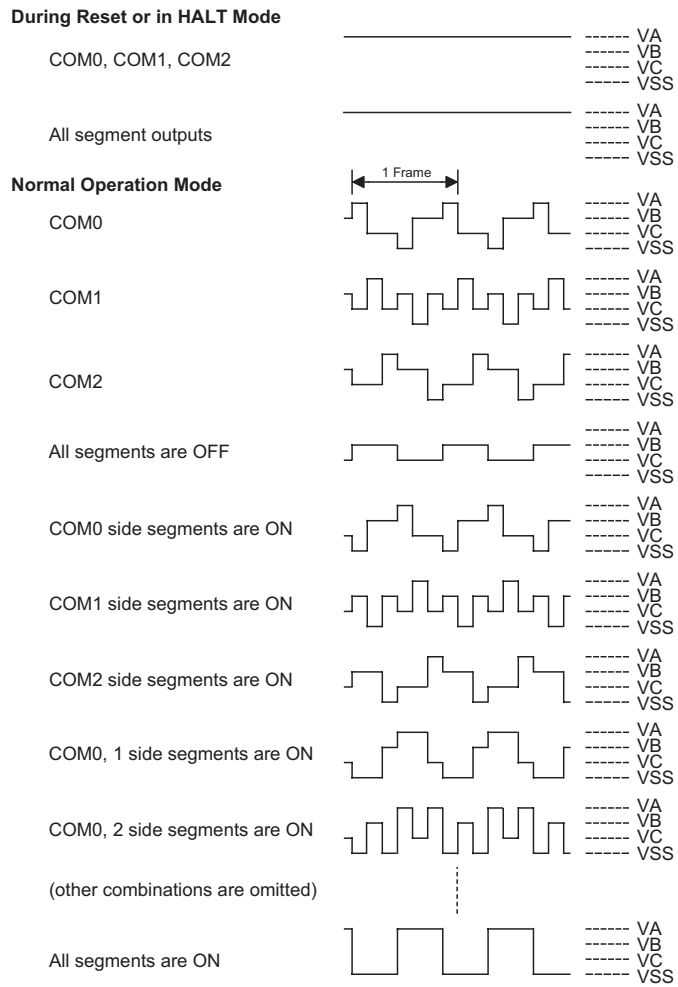 During Reset or in HALT Mode
COM0, COM1, COM2
VA
VB
VC
VSS
All segment outputs
VA
VB
VC
VSS
Normal Operation Mode
1 Frame
COM0
VA
VB
VC
VSS
COM1
VA
VB
VC
VSS
COM2
VA
VB
VC
VSS
All segments are OFF
VA
VB
VC
VSS
COM0 side segments are ON
VA
VB
VC
VSS
COM1 side segments are ON
VA
VB
VC
VSS
COM2 side segments are ON
VA
VB
VC
VSS
COM0, 1 side segments are ON
VA
VB
VC
VSS
COM0, 2 side segments are ON
VA
VB
VC
VSS
(other combinations are omitted)
All segments are ON
VA
VB
VC
VSS